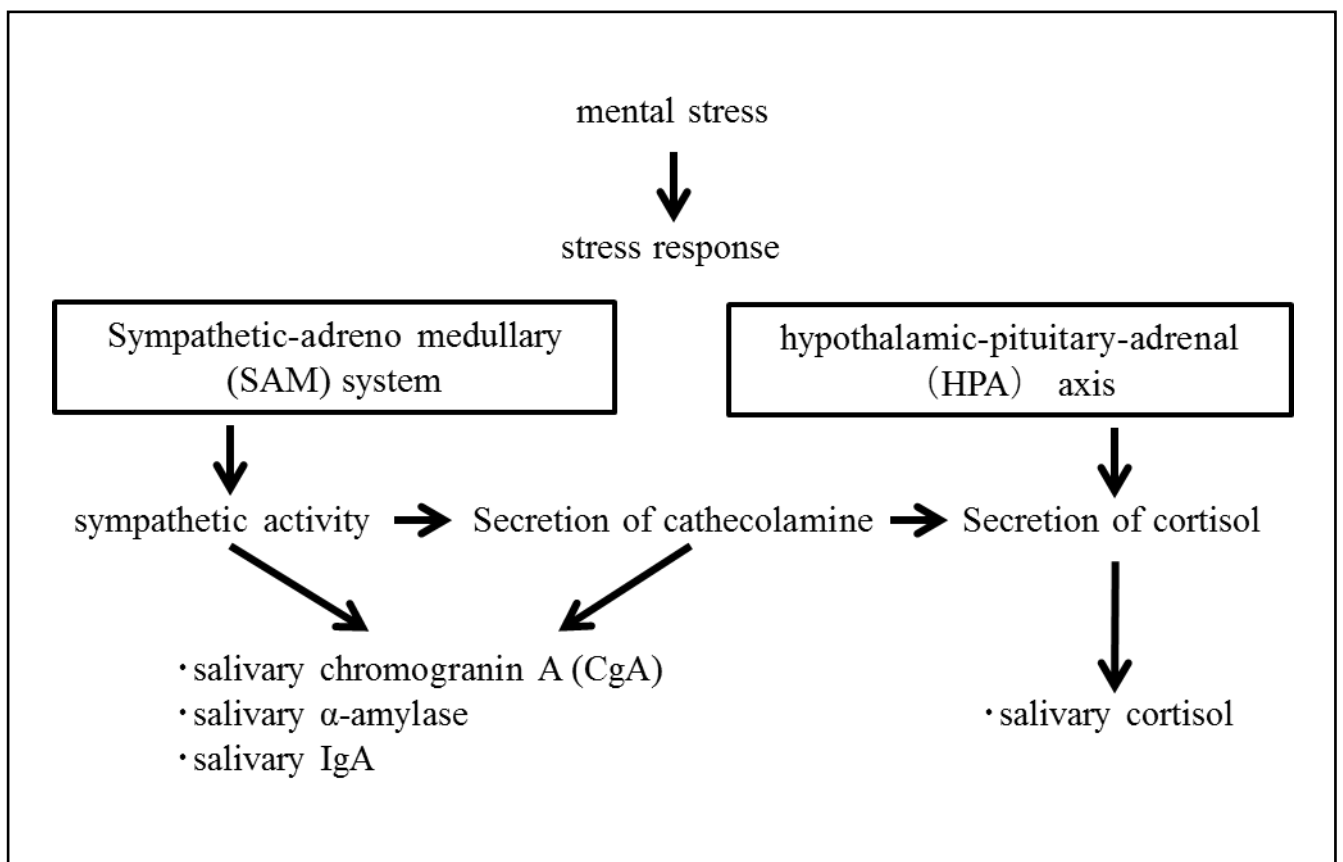 mental stress
stress response
Sympathetic-adreno medullary
(SAM) system
hypothalamic-pituitary-adrenal
（HPA） axis
sympathetic activity
Secretion of cathecolamine
Secretion of cortisol
・salivary chromogranin A (CgA)
・salivary α-amylase
・salivary IgA
・salivary cortisol